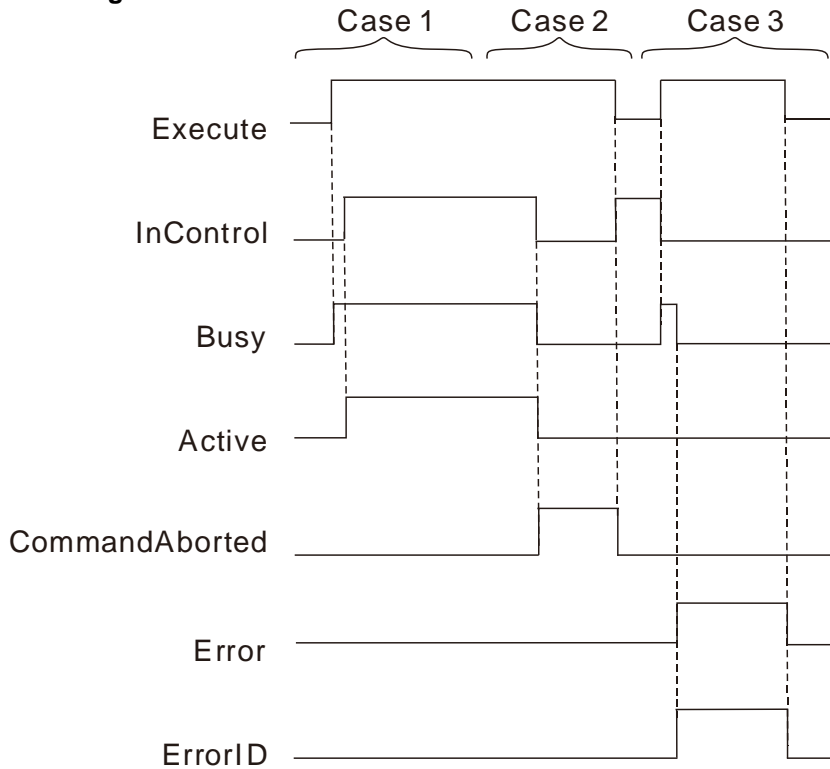 Case 1 Case 2 Case 3
Execute
InControl
Busy
Active
CommandAborted
Error
ErrorID